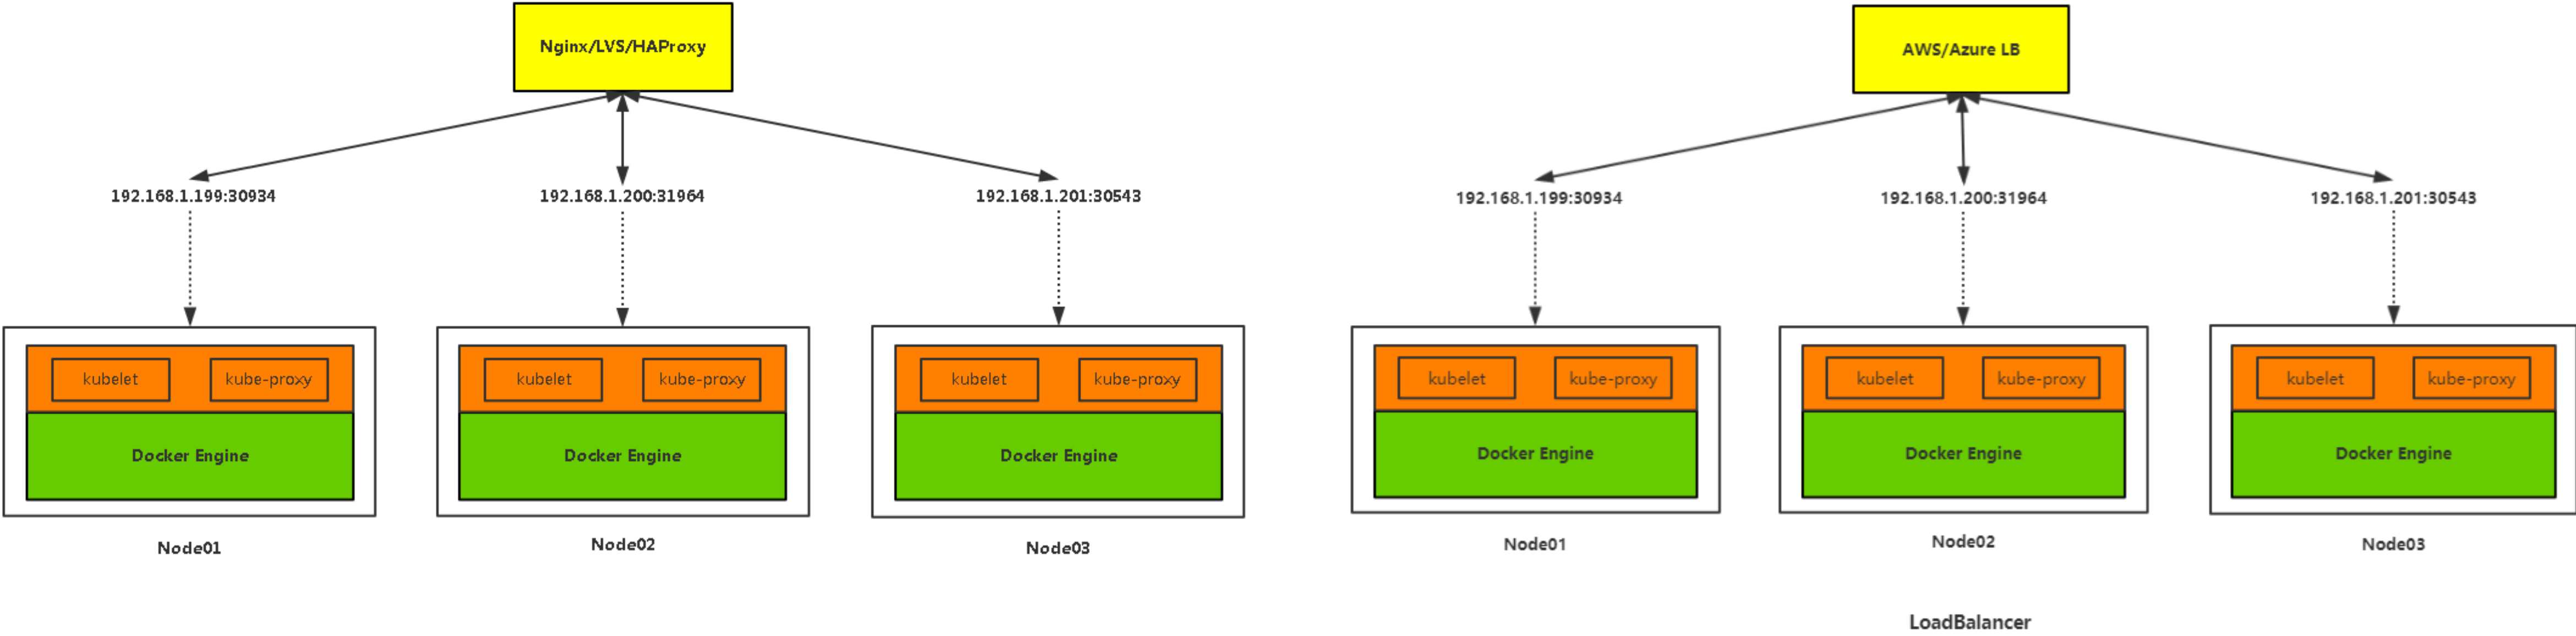 Nginx/LVS/HAProxy
192.168.1.199:30934
192.168.1.200:31964
192.168.1.201:30543
kubelet
kube-proxy
Docker Engine
Node01
kubelet
kube-proxy
Docker Engine
Node02
kubelet
kube-proxy
Docker Engine
Node03
AWS/Azure LB
192.168.1.199:30934
192.168.1.200:31964
192.168.1.201:30543
kubelet
kube-proxy
Docker Engine
Node01
kubelet
kube-proxy
Docker Engine
Node02
kubelet
kube-proxy
Docker Engine
Node03
LoadBalancer